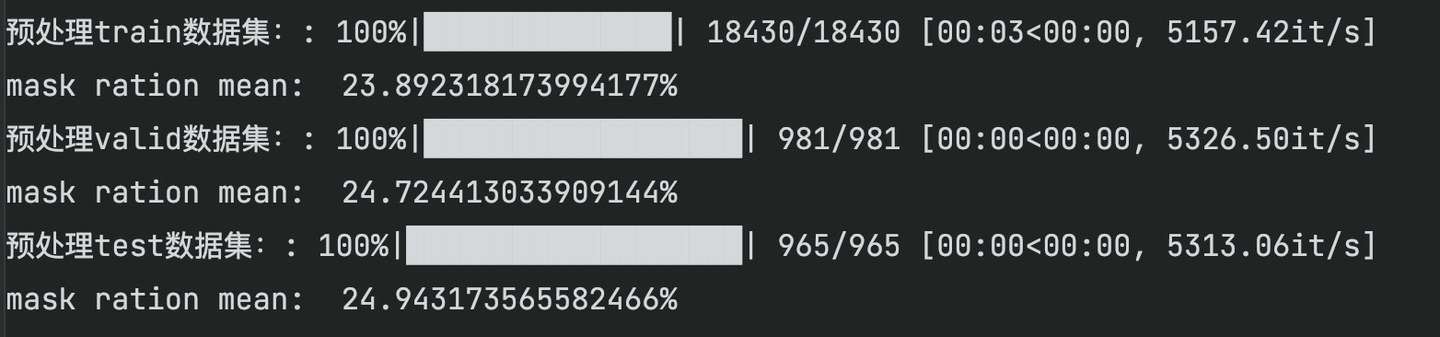 预处理train数据集：: 100%|██████████████| 18430/18430 [00:03<00:00, 5157.42it/s]
mask ration mean:  23.892318173994177%
预处理valid数据集：: 100%|██████████████████| 981/981 [00:00<00:00, 5326.50it/s]
mask ration mean:  24.724413033909144%
预处理test数据集：: 100%|███████████████████| 965/965 [00:00<00:00, 5313.06it/s]
mask ration mean:  24.943173565582466%